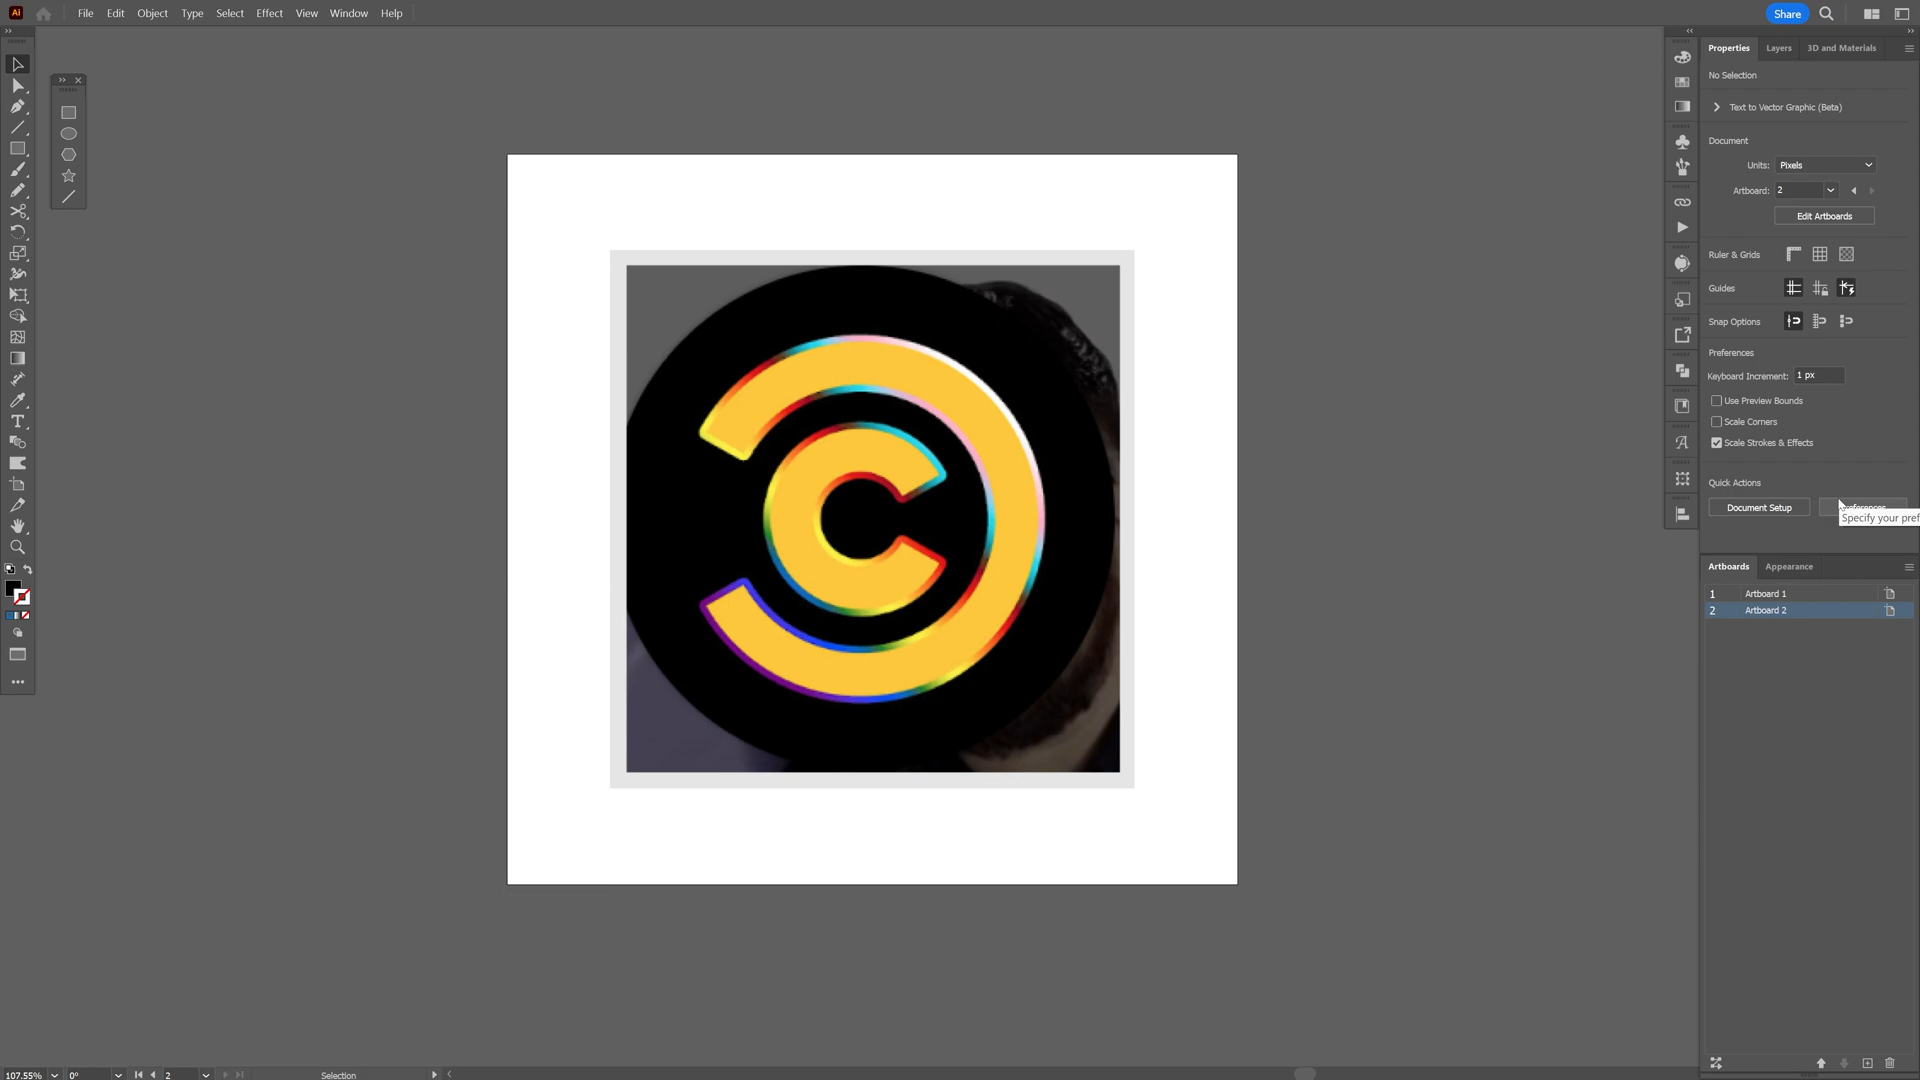 Ai
File Edit Object Type Select Effect View Window Help
Share
Properties Layers 3D and Materials
No Selection
Text to Vector Graphic (Beta)
Document
Units: Pixels
Artboard: 2
Edit Artboards
Ruler & Grids
Guides
Snap Options
Preferences
Keyboard Increment: 1 px
Use Preview Bounds
Scale Corners
Scale Strokes & Effects
Quick Actions
Document Setup
Specify your pref
Artboards Appearance
1 Artboard 1
2 Artboard 2
107.55% 0° 2 Selection